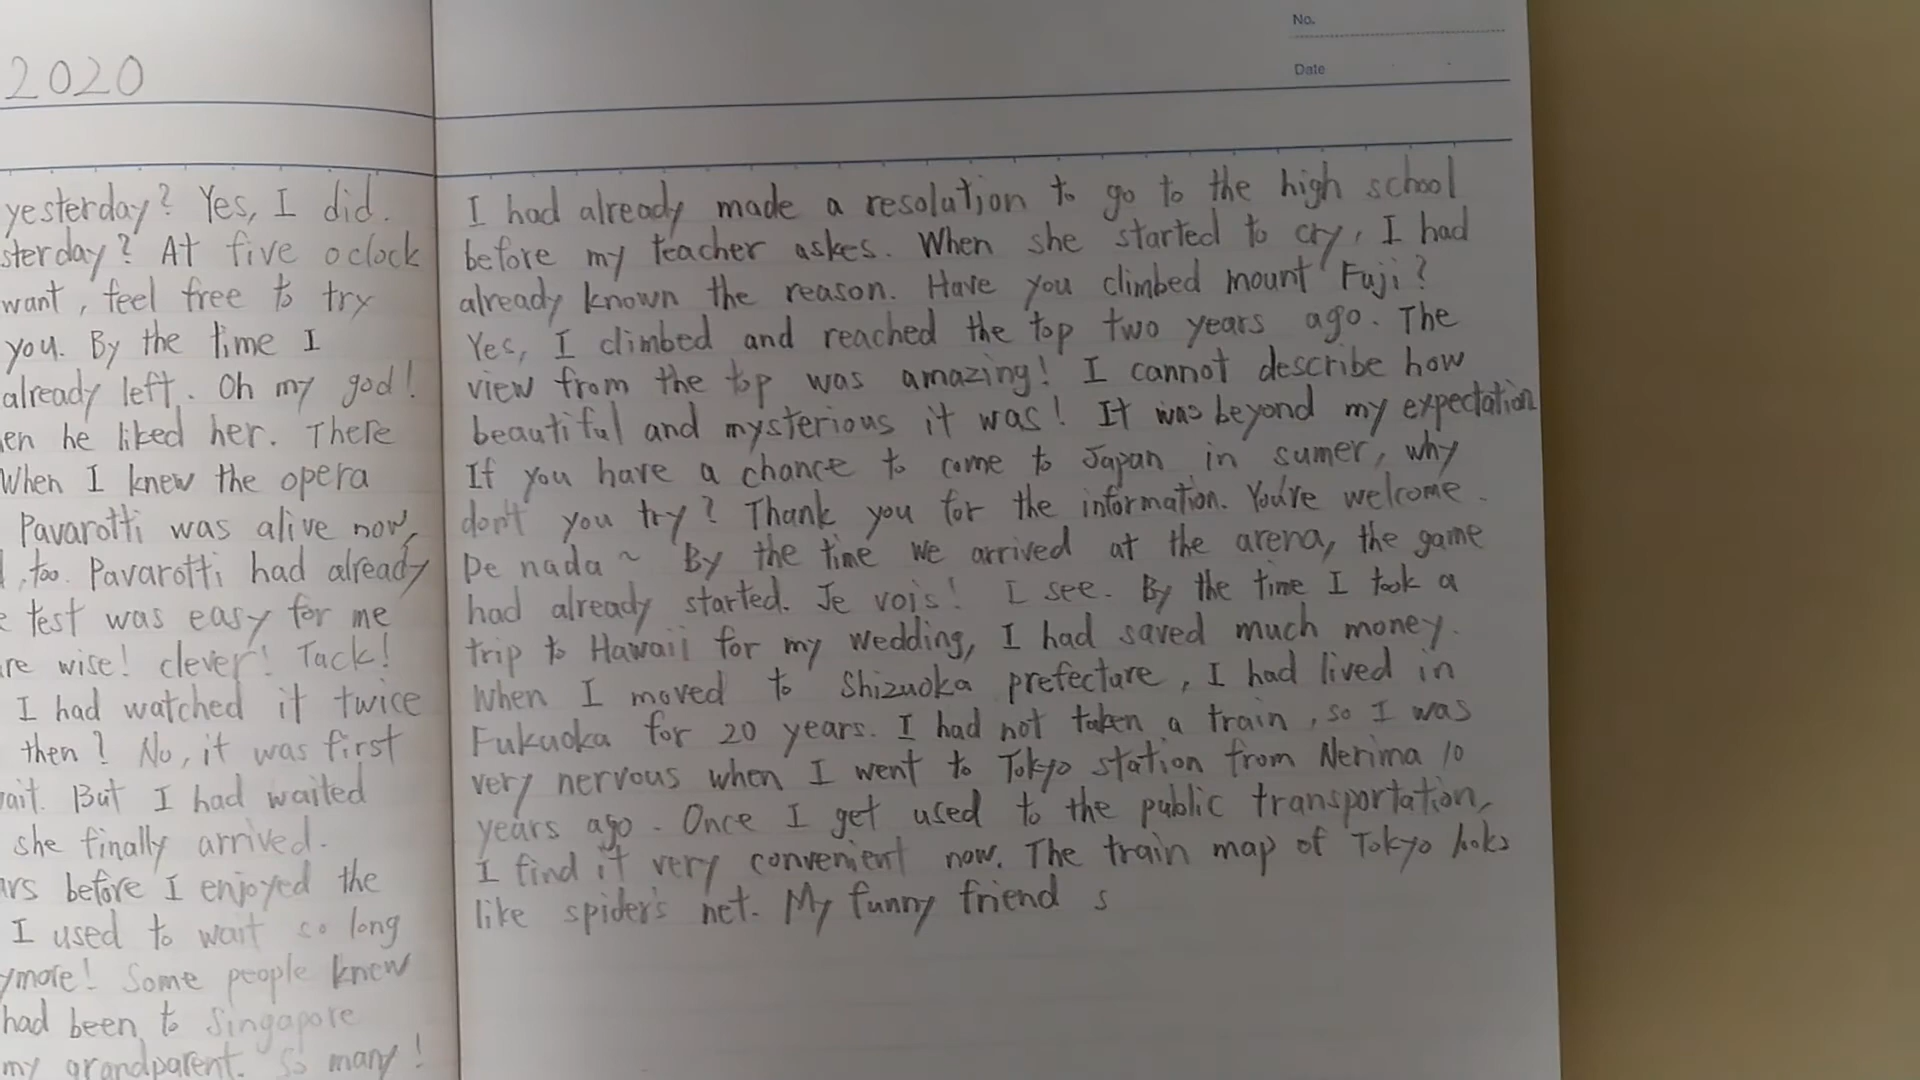 2020
yesterday? Yes, I did.
sterday? At five oclock
want, feel free to try
you. By the time I
already left. Oh my god!
en he liked her. There
When I knew the opera
Pavarotti was alive now,
, too. Pavarotti had already
test was easy for me
re wise! clever! Tack!
I had watched it twice
then? No, it was first
ait. But I had waited
she finally arrived.
ars before I enjoyed the
I used to wait so long
ymore! Some people knew
had been to Singapore
my grandparent. So many!
No.
Date
I had already made a resolution to go to the high school
before my teacher askes. When she started to cry, I had
already known the reason. Have you climbed mount Fuji?
Yes, I climbed and reached the top two years ago. The
view from the top was amazing! I cannot describe how
beautiful and mysterious it was! It was beyond my expectation
If you have a chance to come to Japan in sumer, why
don't you try? Thank you for the information. You're welcome.
De nada ~ By the time we arrived at the arena, the game
had already started. Je vois! I see. By the time I took a
trip to Hawaii for my wedding, I had saved much money.
When I moved to Shizuoka prefecture, I had lived in
Fukuoka for 20 years. I had not taken a train, so I was
very nervous when I went to Tokyo station from Nerima 10
years ago. Once I get used to the public transportation,
I find it very convenient now. The train map of Tokyo looks
like spider's net. My funny friend s